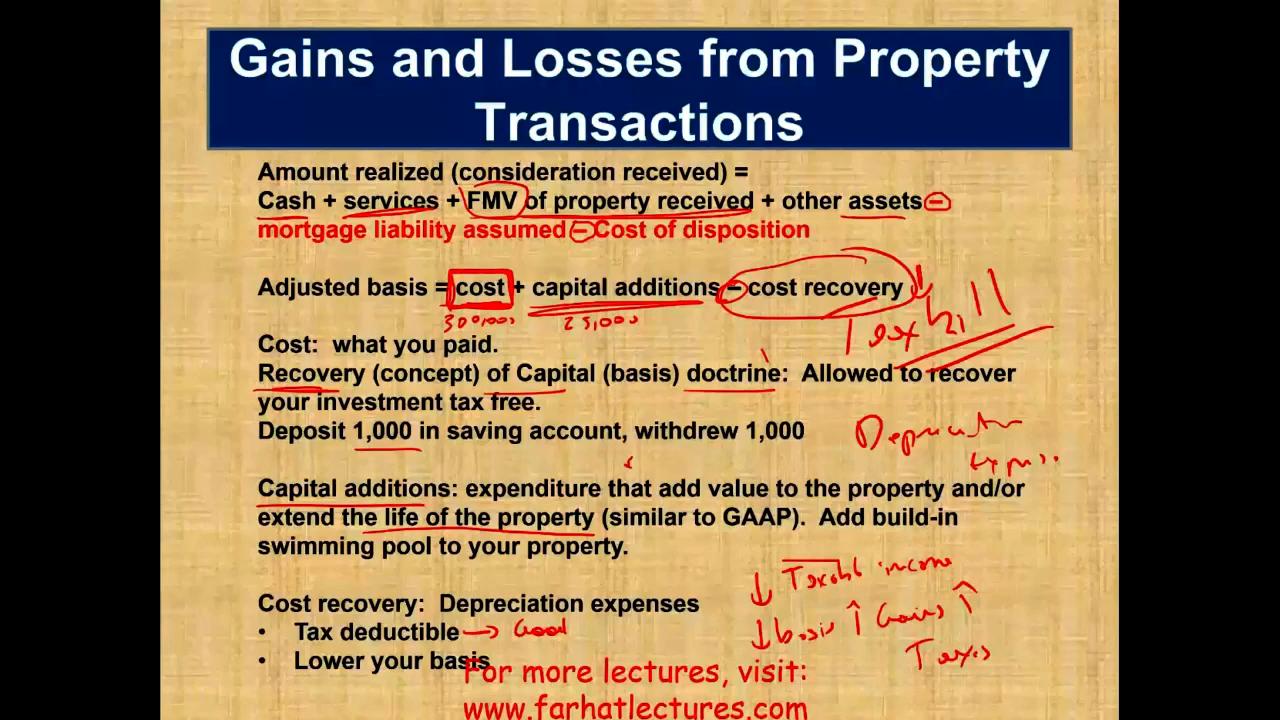 Gains and Losses from Property
Transactions
Amount realized (consideration received) =
Cash + services + FMV of property received + other assets –
mortgage liability assumed – Cost of disposition
Adjusted basis = cost + capital additions – cost recovery ↓
300,000 25,000
Tax bill
Cost:  what you paid.
Recovery (concept) of Capital (basis) doctrine:  Allowed to recover
your investment tax free.
Deposit 1,000 in saving account, withdrew 1,000
Depreciation
Capital additions: expenditure that add value to the property and/or
extend the life of the property (similar to GAAP).  Add build-in
swimming pool to your property.
↓ Taxable income
Cost recovery:  Depreciation expenses
↓ basis ↑ Gains ↑
• Tax deductible → Good
Taxes
• Lower your basis
For more lectures, visit:
www.farhatlectures.com